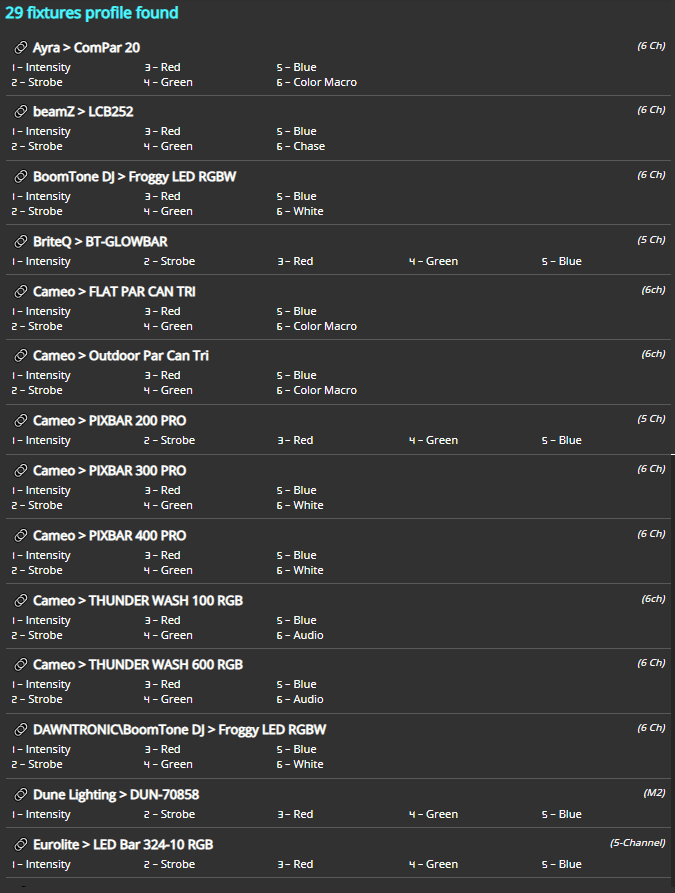 29 fixtures profile found
Ayra > ComPar 20 (6 Ch)
1 – Intensity 3 – Red 5 – Blue
2 – Strobe 4 – Green 6 – Color Macro
beamZ > LCB252 (6 Ch)
1 – Intensity 3 – Red 5 – Blue
2 – Strobe 4 – Green 6 – Chase
BoomTone DJ > Froggy LED RGBW (6 Ch)
1 – Intensity 3 – Red 5 – Blue
2 – Strobe 4 – Green 6 – White
BriteQ > BT-GLOWBAR (5 Ch)
1 – Intensity 2 – Strobe 3 – Red 4 – Green 5 – Blue
Cameo > FLAT PAR CAN TRI (6ch)
1 – Intensity 3 – Red 5 – Blue
2 – Strobe 4 – Green 6 – Color Macro
Cameo > Outdoor Par Can Tri (6ch)
1 – Intensity 3 – Red 5 – Blue
2 – Strobe 4 – Green 6 – Color Macro
Cameo > PIXBAR 200 PRO (5 Ch)
1 – Intensity 2 – Strobe 3 – Red 4 – Green 5 – Blue
Cameo > PIXBAR 300 PRO (6 Ch)
1 – Intensity 3 – Red 5 – Blue
2 – Strobe 4 – Green 6 – White
Cameo > PIXBAR 400 PRO (6 Ch)
1 – Intensity 3 – Red 5 – Blue
2 – Strobe 4 – Green 6 – White
Cameo > THUNDER WASH 100 RGB (6ch)
1 – Intensity 3 – Red 5 – Blue
2 – Strobe 4 – Green 6 – Audio
Cameo > THUNDER WASH 600 RGB (6 Ch)
1 – Intensity 3 – Red 5 – Blue
2 – Strobe 4 – Green 6 – Audio
DAWNTRONIC\BoomTone DJ > Froggy LED RGBW (6 Ch)
1 – Intensity 3 – Red 5 – Blue
2 – Strobe 4 – Green 6 – White
Dune Lighting > DUN-70858 (M2)
1 – Intensity 2 – Strobe 3 – Red 4 – Green 5 – Blue
Eurolite > LED Bar 324-10 RGB (5-Channel)
1 – Intensity 2 – Strobe 3 – Red 4 – Green 5 – Blue